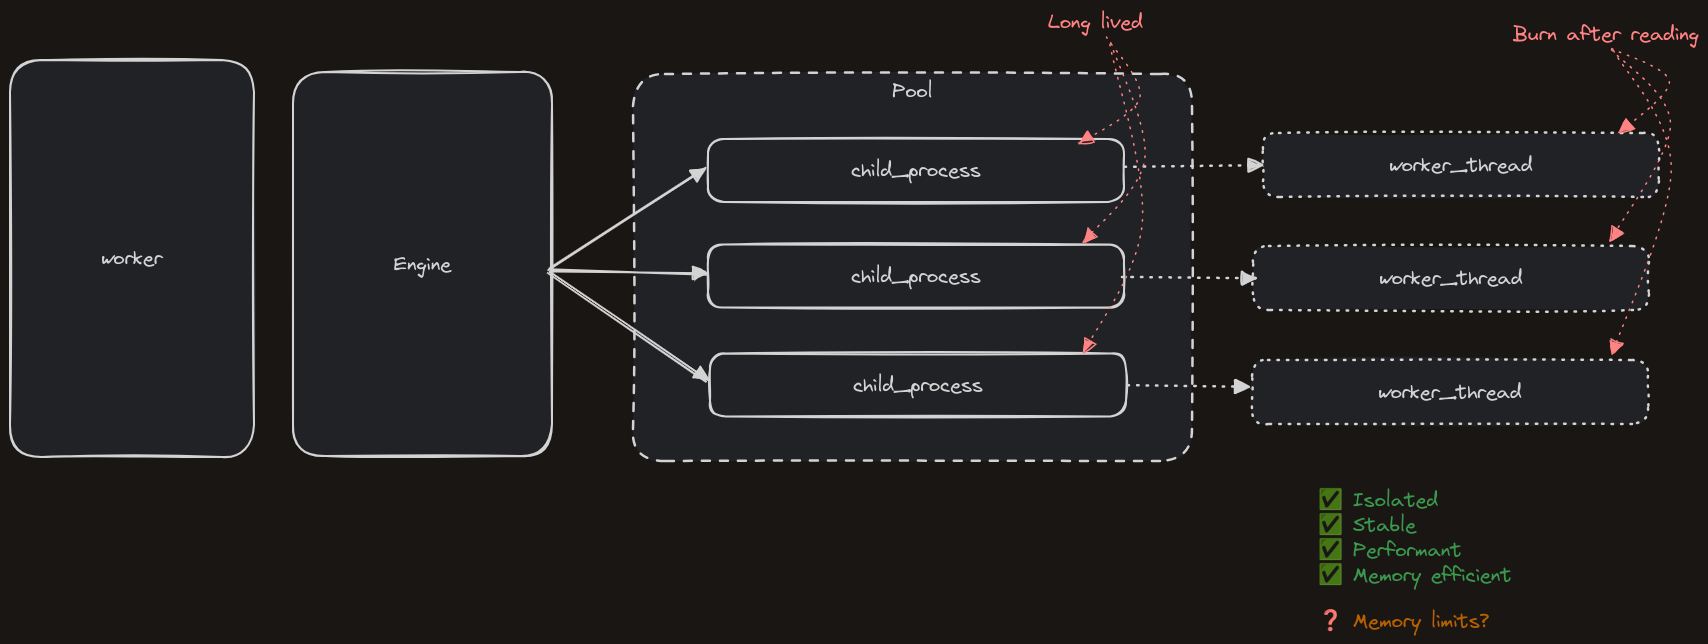 Long lived
Burn after reading
worker
Engine
Pool
child_process
child_process
child_process
worker_thread
worker_thread
worker_thread
✅ Isolated
✅ Stable
✅ Performant
✅ Memory efficient
❓ Memory limits?